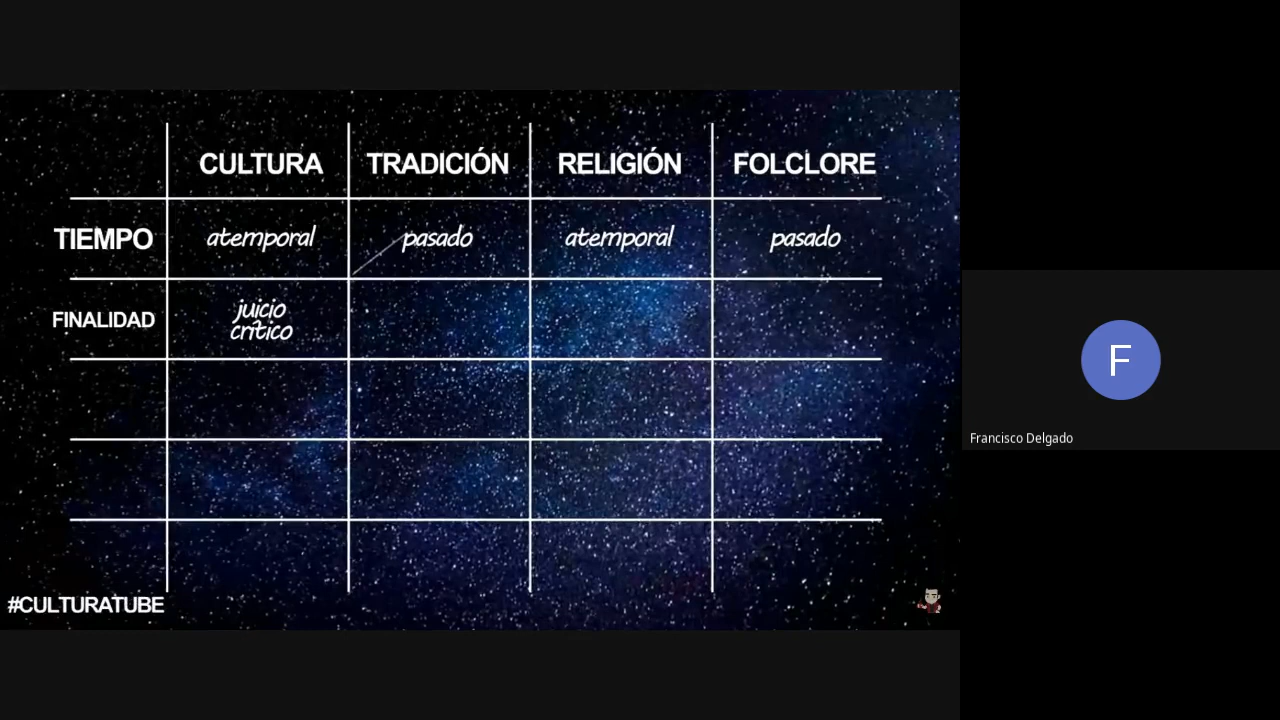 CULTURA TRADICIÓN RELIGIÓN FOLCLORE
TIEMPO atemporal pasado atemporal pasado
FINALIDAD juicio
crítico
#CULTURATUBE
F
Francisco Delgado